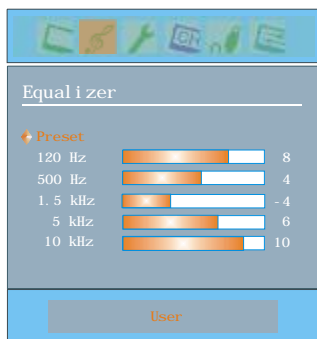 Equalizer
Preset
120 Hz 8
500 Hz 4
1.5 kHz -4
5 kHz 6
10 kHz 10
User